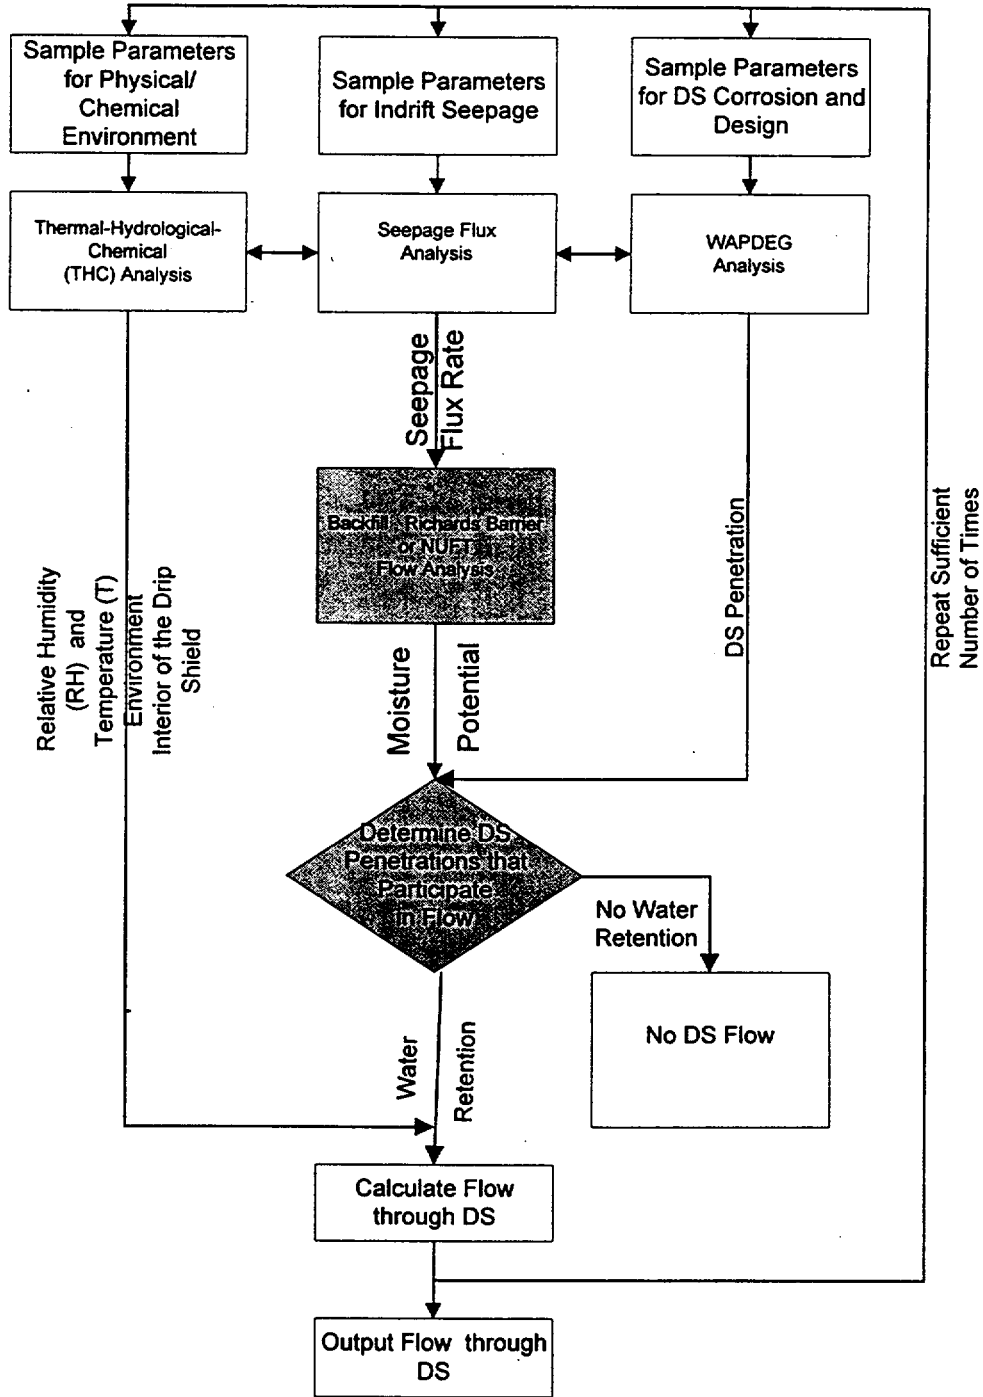 Sample Parameters
for Physical/
Chemical
Environment
Sample Parameters
for Indrift Seepage
Sample Parameters
for DS Corrosion and
Design
Thermal-Hydrological-
Chemical
(THC) Analysis
Seepage Flux
Analysis
WAPDEG
Analysis
Seepage
Flux Rate
Backfill, Richards Barrier
or NUFT
Flow Analysis
Relative Humidity
(RH) and
Temperature (T)
Environment
Interior of the Drip
Shield
Moisture
Potential
DS Penetration
Repeat Sufficient
Number of Times
Determine DS
Penetrations that
Participate
in Flow
No Water
Retention
No DS Flow
Water
Retention
Calculate Flow
through DS
Output Flow through
DS